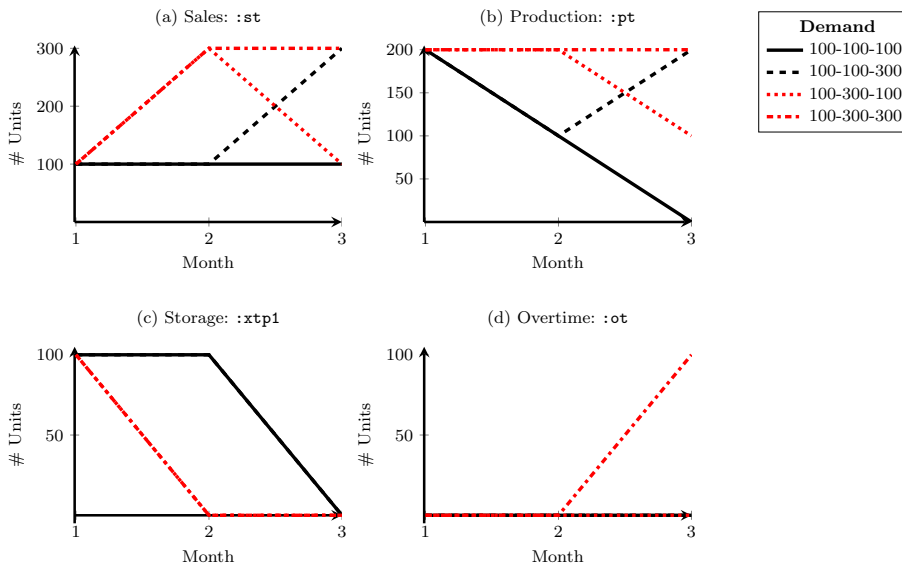 (a) Sales: :st
300
200
100
# Units
1
2
3
Month
(b) Production: :pt
200
150
100
50
# Units
1
2
3
Month
Demand
100-100-100
100-100-300
100-300-100
100-300-300
(c) Storage: :xtp1
100
50
# Units
1
2
3
Month
(d) Overtime: :ot
100
50
# Units
1
2
3
Month